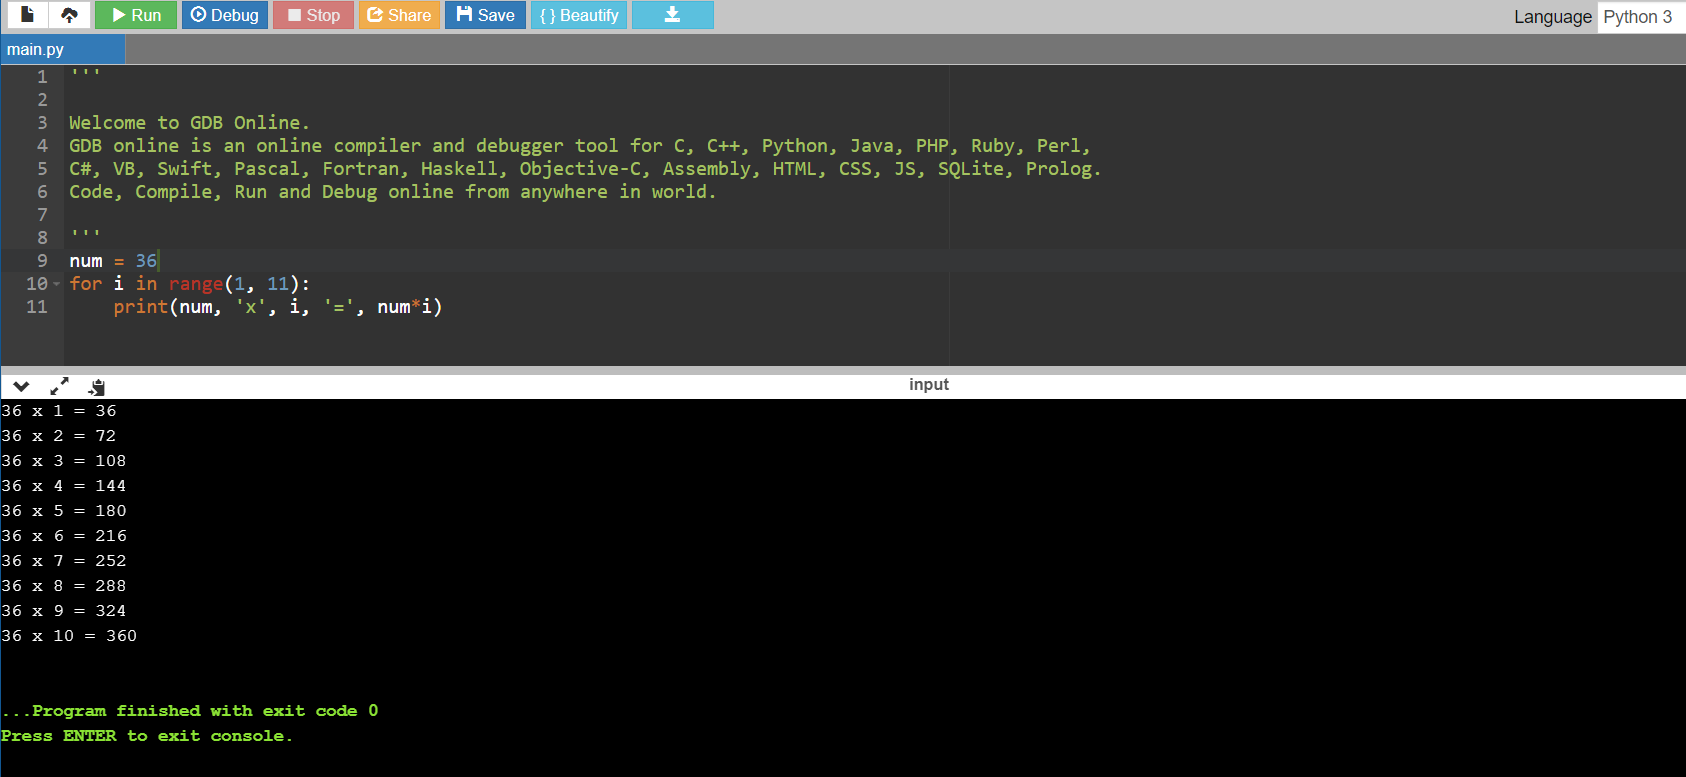 Run Debug Stop Share Save { } Beautify Language Python 3
main.py
1 '''
2
3 Welcome to GDB Online.
4 GDB online is an online compiler and debugger tool for C, C++, Python, Java, PHP, Ruby, Perl,
5 C#, VB, Swift, Pascal, Fortran, Haskell, Objective-C, Assembly, HTML, CSS, JS, SQLite, Prolog.
6 Code, Compile, Run and Debug online from anywhere in world.
7
8 '''
9 num = 36
10 for i in range(1, 11):
11     print(num, 'x', i, '=', num*i)
input
36 x 1 = 36
36 x 2 = 72
36 x 3 = 108
36 x 4 = 144
36 x 5 = 180
36 x 6 = 216
36 x 7 = 252
36 x 8 = 288
36 x 9 = 324
36 x 10 = 360
...Program finished with exit code 0
Press ENTER to exit console.